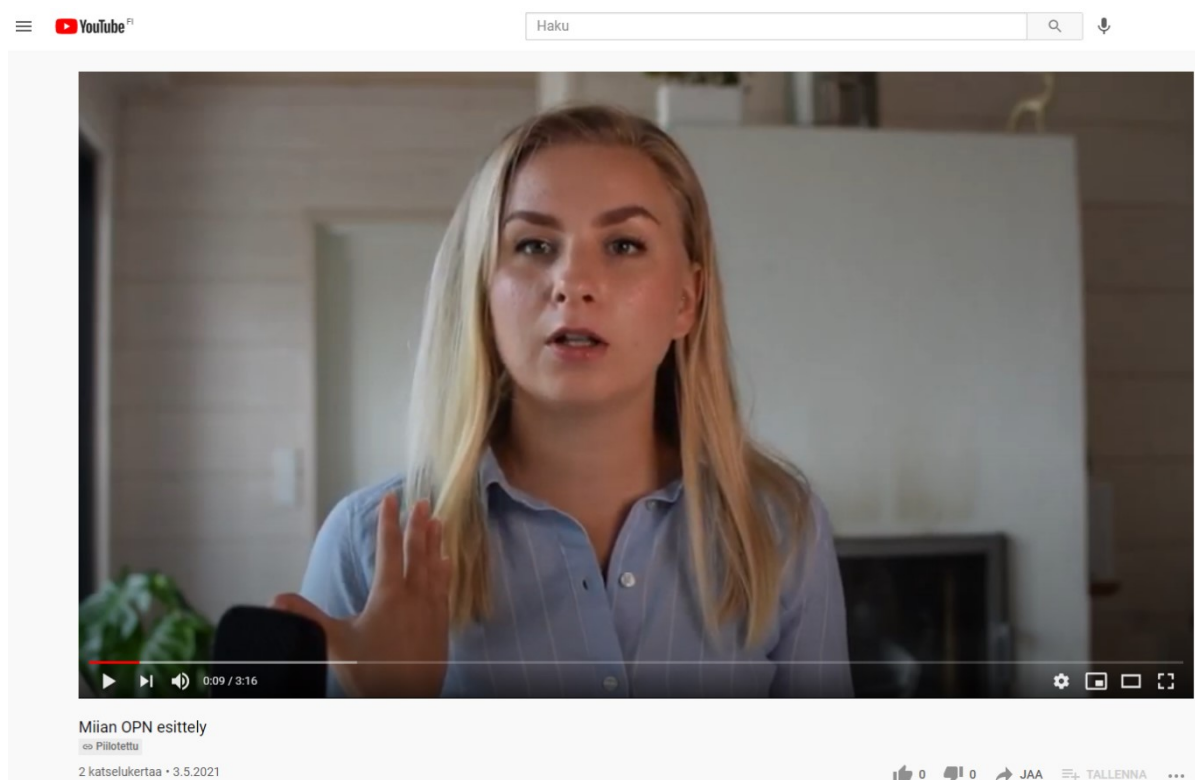 YouTube FI
Haku
0:09 / 3:16
Miian OPN esittely
Piilotettu
2 katselukertaa • 3.5.2021
0 0 JAA TALLENNA